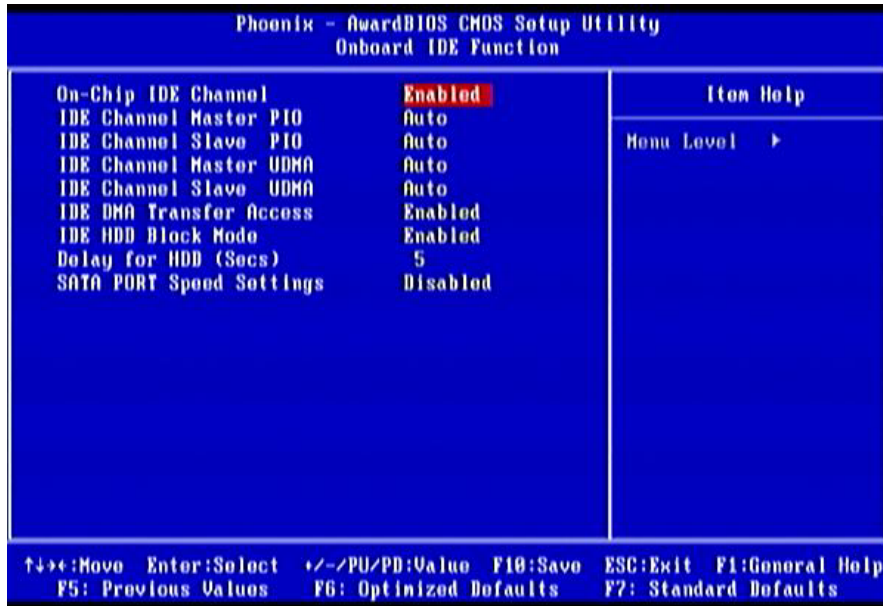 Phoenix - AwardBIOS CMOS Setup Utility
Onboard IDE Function
On-Chip IDE Channel Enabled
IDE Channel Master PIO Auto
IDE Channel Slave PIO Auto
IDE Channel Master UDMA Auto
IDE Channel Slave UDMA Auto
IDE DMA Transfer Access Enabled
IDE HDD Block Mode Enabled
Delay for HDD (Secs) 5
SATA PORT Speed Settings Disabled
Item Help
Menu Level ▶
↑↓→←:Move Enter:Select +/-/PU/PD:Value F10:Save ESC:Exit F1:General Help
F5: Previous Values F6: Optimized Defaults F7: Standard Defaults